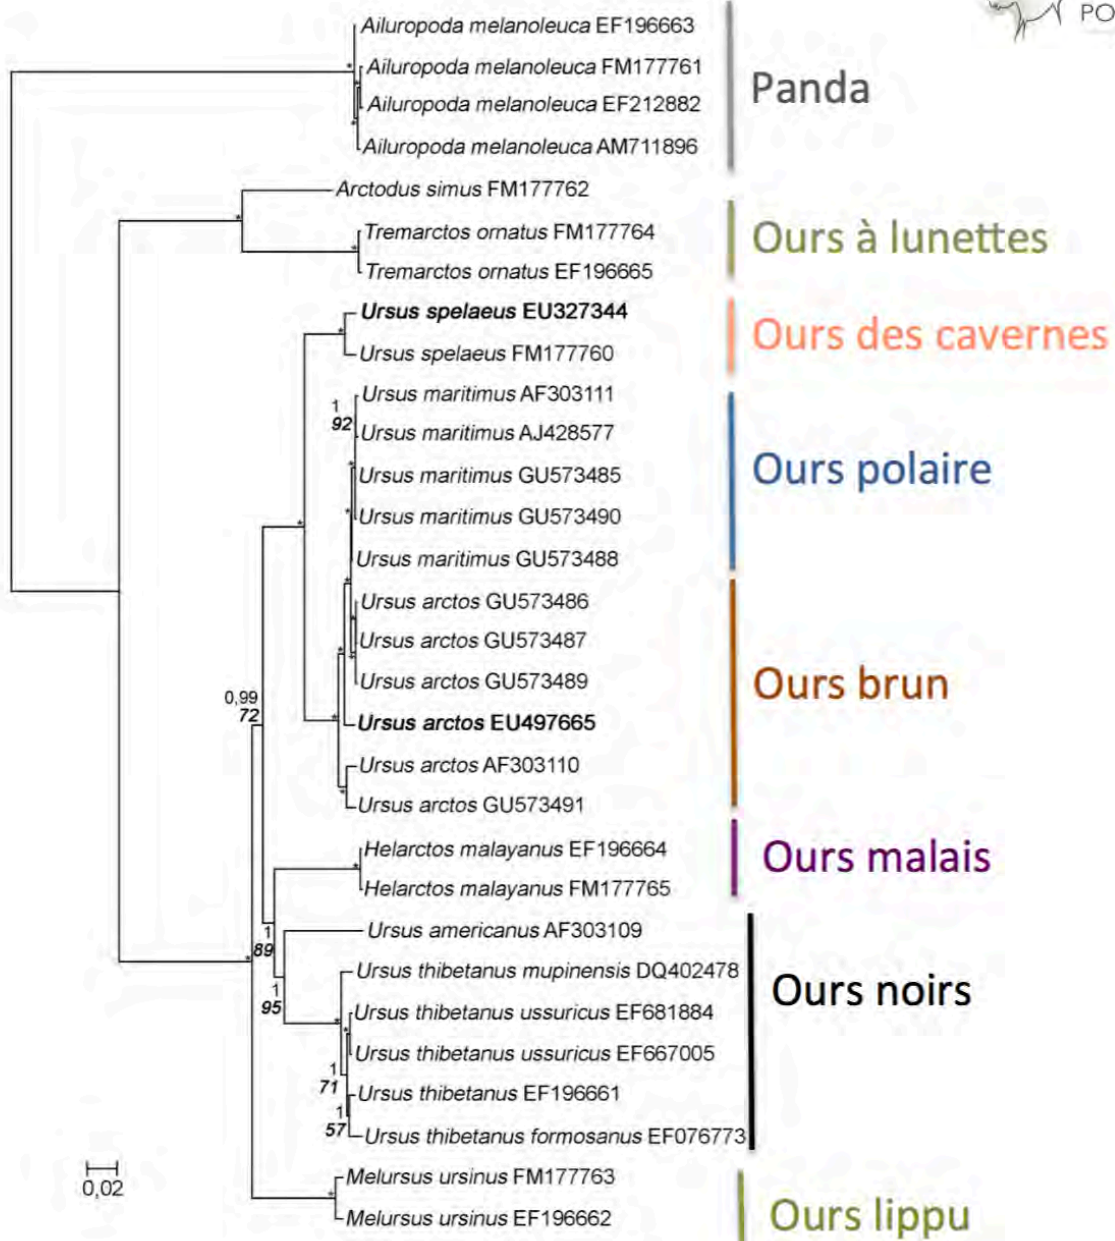 PO
Ailuropoda melanoleuca EF196663
Ailuropoda melanoleuca FM177761
Ailuropoda melanoleuca EF212882
Ailuropoda melanoleuca AM711896
Panda
Arctodus simus FM177762
Tremarctos ornatus FM177764
Tremarctos ornatus EF196665
Ours à lunettes
Ursus spelaeus EU327344
Ursus spelaeus FM177760
Ours des cavernes
Ursus maritimus AF303111
1
92
Ursus maritimus AJ428577
Ursus maritimus GU573485
Ursus maritimus GU573490
Ursus maritimus GU573488
Ours polaire
Ursus arctos GU573486
Ursus arctos GU573487
Ursus arctos GU573489
Ursus arctos EU497665
Ursus arctos AF303110
Ursus arctos GU573491
Ours brun
0,99
72
Helarctos malayanus EF196664
Helarctos malayanus FM177765
Ours malais
Ursus americanus AF303109
1
89
Ursus thibetanus mupinensis DQ402478
1
95
Ursus thibetanus ussuricus EF681884
Ursus thibetanus ussuricus EF667005
1
71
Ursus thibetanus EF196661
1
57
Ursus thibetanus formosanus EF076773
Ours noirs
Melursus ursinus FM177763
Melursus ursinus EF196662
Ours lippu
0,02